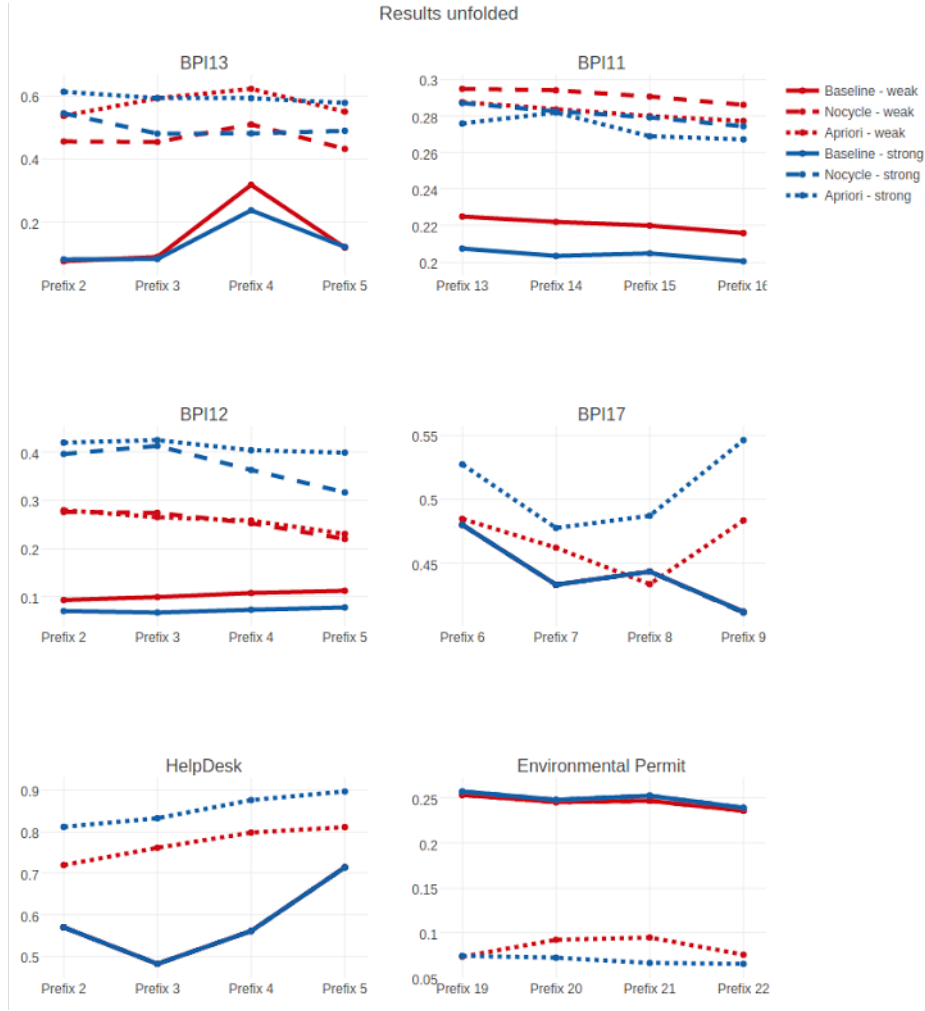 Results unfolded
BPI13
0.6
0.4
0.2
Prefix 2 Prefix 3 Prefix 4 Prefix 5
BPI11
0.3
0.28
0.26
0.24
0.22
0.2
Prefix 13 Prefix 14 Prefix 15 Prefix 16
Baseline - weak
Nocycle - weak
Apriori - weak
Baseline - strong
Nocycle - strong
Apriori - strong
BPI12
0.4
0.3
0.2
0.1
Prefix 2 Prefix 3 Prefix 4 Prefix 5
BPI17
0.55
0.5
0.45
Prefix 6 Prefix 7 Prefix 8 Prefix 9
HelpDesk
0.9
0.8
0.7
0.6
0.5
Prefix 2 Prefix 3 Prefix 4 Prefix 5
Environmental Permit
0.25
0.2
0.15
0.1
0.05
Prefix 19 Prefix 20 Prefix 21 Prefix 22